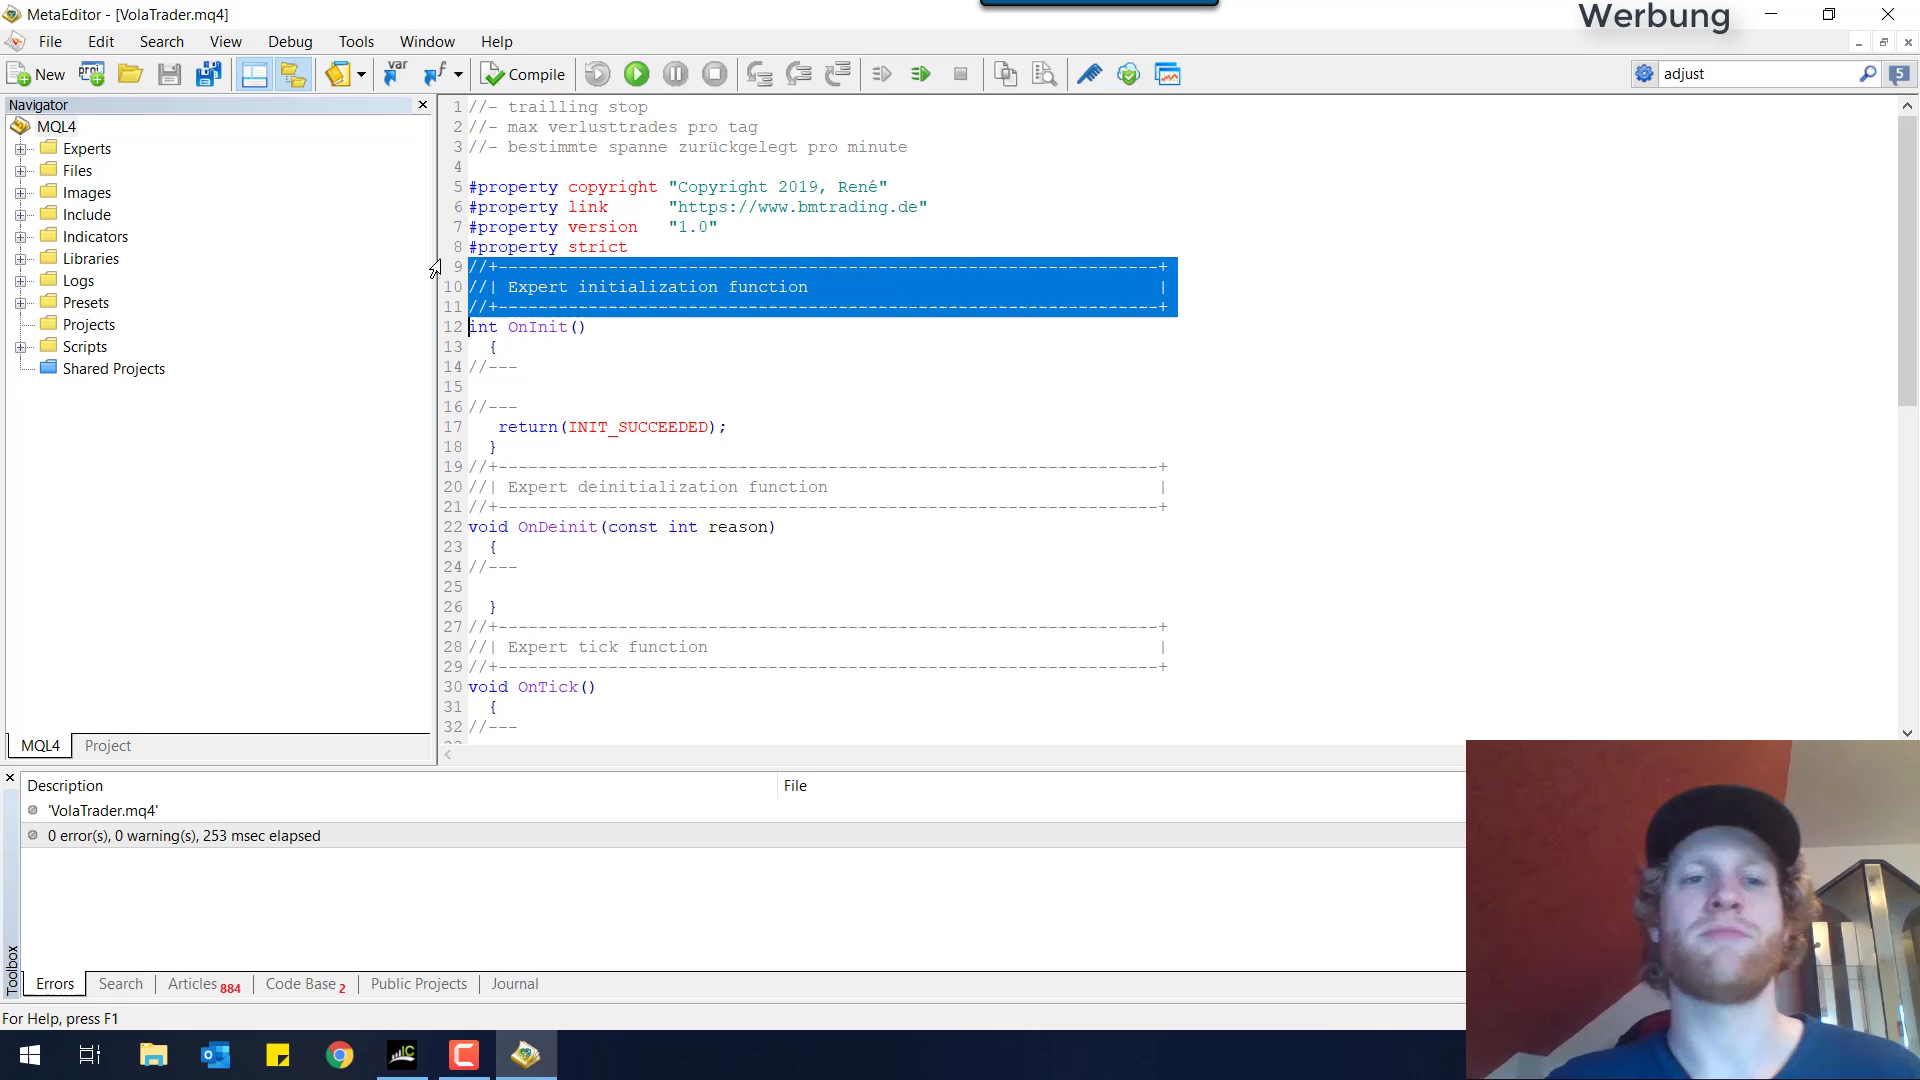 MetaEditor - [VolaTrader.mq4]
Werbung
File Edit Search View Debug Tools Window Help
New var f Compile adjust 5
Navigator
MQL4
Experts
Files
Images
Include
Indicators
Libraries
Logs
Presets
Projects
Scripts
Shared Projects
MQL4 Project
1 //- trailling stop
2 //- max verlusttrades pro tag
3 //- bestimmte spanne zurückgelegt pro minute
4
5 #property copyright "Copyright 2019, René"
6 #property link "https://www.bmtrading.de"
7 #property version "1.0"
8 #property strict
9 //+------------------------------------------------------------------+
10 //| Expert initialization function |
11 //+------------------------------------------------------------------+
12 int OnInit()
13 {
14 //---
15
16 //---
17 return(INIT_SUCCEEDED);
18 }
19 //+------------------------------------------------------------------+
20 //| Expert deinitialization function |
21 //+------------------------------------------------------------------+
22 void OnDeinit(const int reason)
23 {
24 //---
25
26 }
27 //+------------------------------------------------------------------+
28 //| Expert tick function |
29 //+------------------------------------------------------------------+
30 void OnTick()
31 {
32 //---
Description File
'VolaTrader.mq4'
0 error(s), 0 warning(s), 253 msec elapsed
Toolbox
Errors Search Articles 884 Code Base 2 Public Projects Journal
For Help, press F1